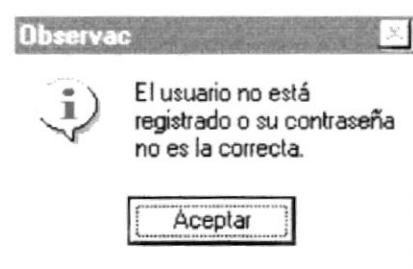 Observac
El usuario no está
registrado o su contraseña
no es la correcta.
Aceptar